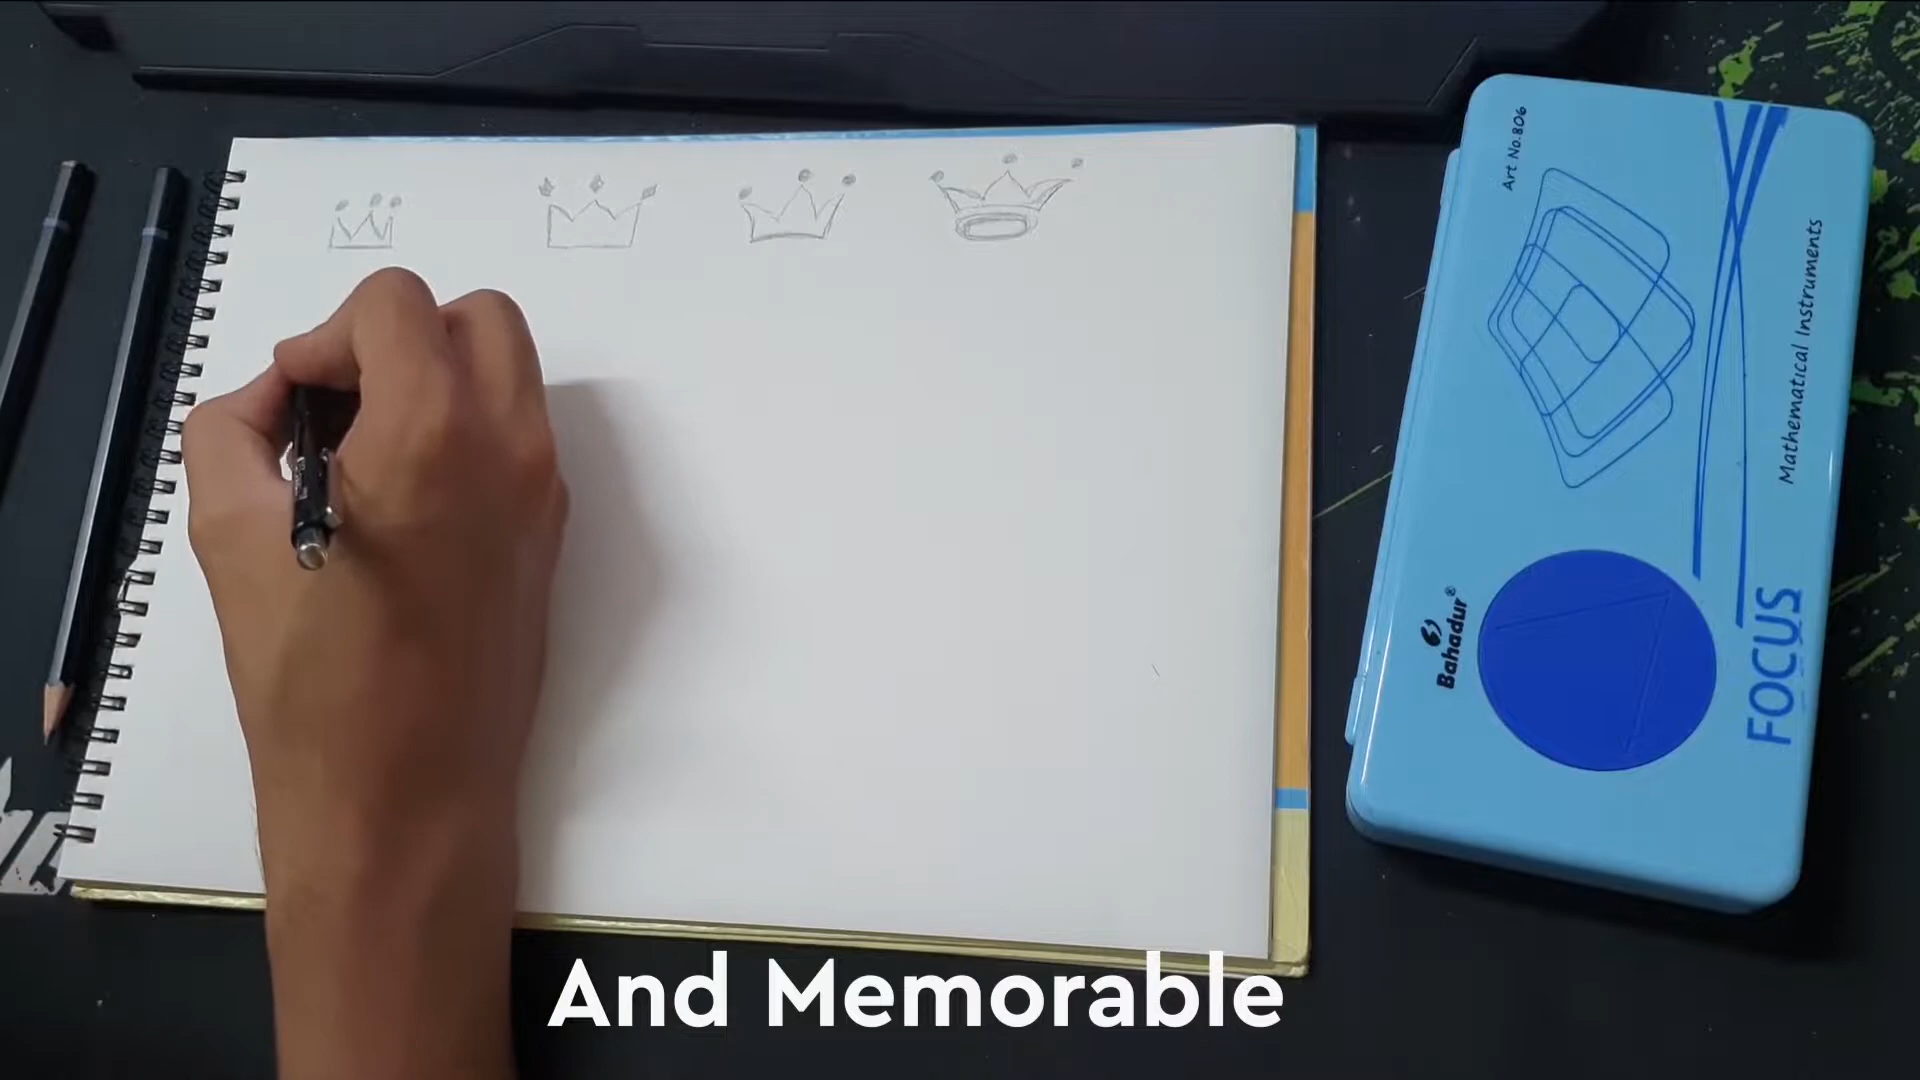 Art No.806
Mathematical Instruments
Bahadur®
FOCUS
And Memorable